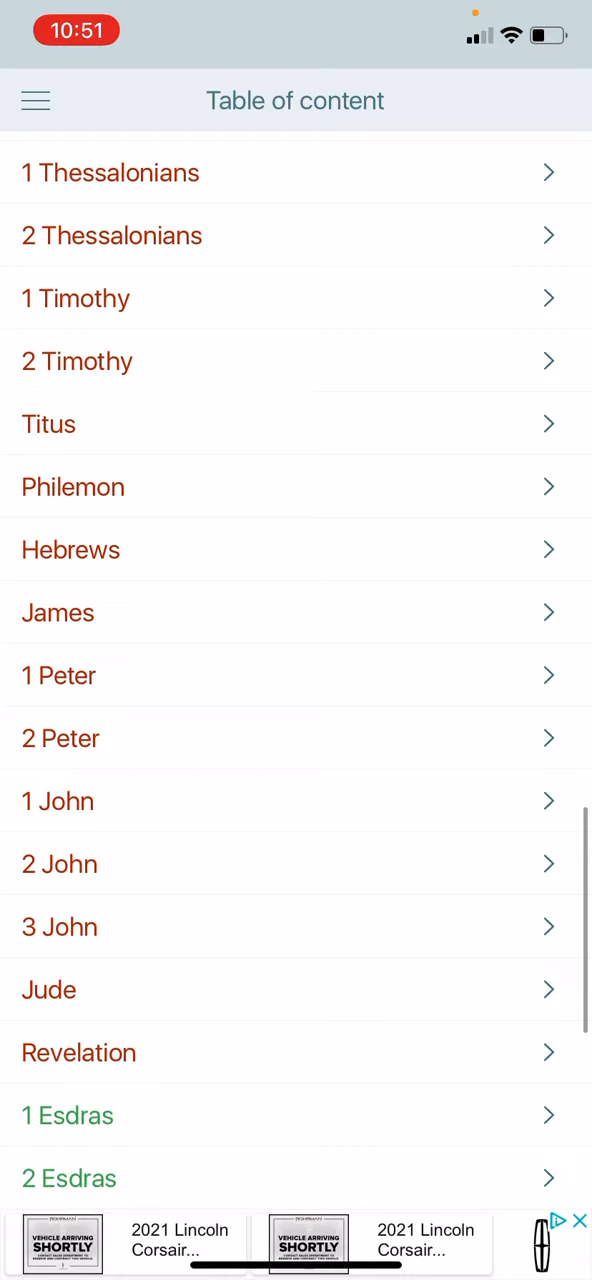 10:51
Table of content
1 Thessalonians
2 Thessalonians
1 Timothy
2 Timothy
Titus
Philemon
Hebrews
James
1 Peter
2 Peter
1 John
2 John
3 John
Jude
Revelation
1 Esdras
2 Esdras
VEHICLE ARRIVING
SHORTLY
2021 Lincoln
Corsair...
VEHICLE ARRIVING
SHORTLY
2021 Lincoln
Corsair...